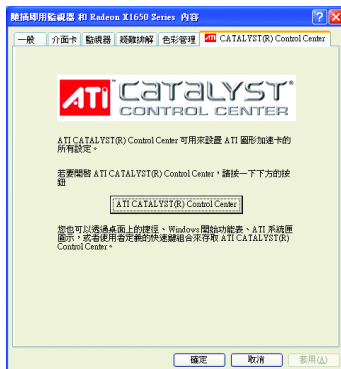 隨插即用監視器 和 Radeon X1650 Series 內容
一般 介面卡 監視器 疑難排解 色彩管理 ATI CATALYST(R) Control Center
ATI CATALYST CONTROL CENTER
ATI CATALYST(R) Control Center 可用來設置 ATI 圖形加速卡的
所有設定。
若要開啟 ATI CATALYST(R) Control Center，請按一下下方的按
鈕
ATI CATALYST(R) Control Center
您也可以透過桌面上的捷徑、Windows 開始功能表、ATI 系統匣
圖示，或者使用者定義的快速鍵組合來存取 ATI CATALYST(R)
Control Center。
確定 取消 套用(A)